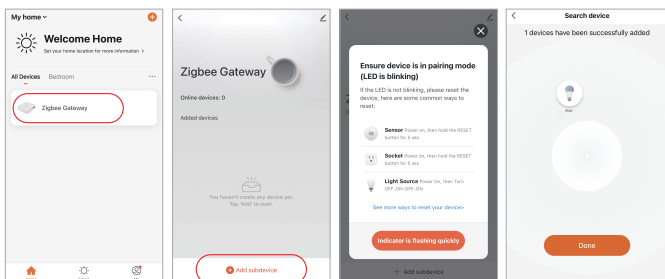 My home
Welcome Home
Set your home location for more information >
All Devices Bedroom ...
Zigbee Gateway
Zigbee Gateway
Online devices: 0
Added devices
You haven't create any device yet.
Tap 'Add' to start.
Add subdevice
Ensure device is in pairing mode
(LED is blinking)
If the LED is not blinking, please reset the
device, here are some common ways to
reset:
Sensor Power on, then hold the RESET
button for 5 sec
Socket Power on, then hold the RESET
button for 5 sec
Light Source Power On, then Turn
OFF-ON-OFF-ON
See more ways to reset your device>
Indicator is flashing quickly
+ Add subdevice
Search device
1 devices have been successfully added
Bulb
Done